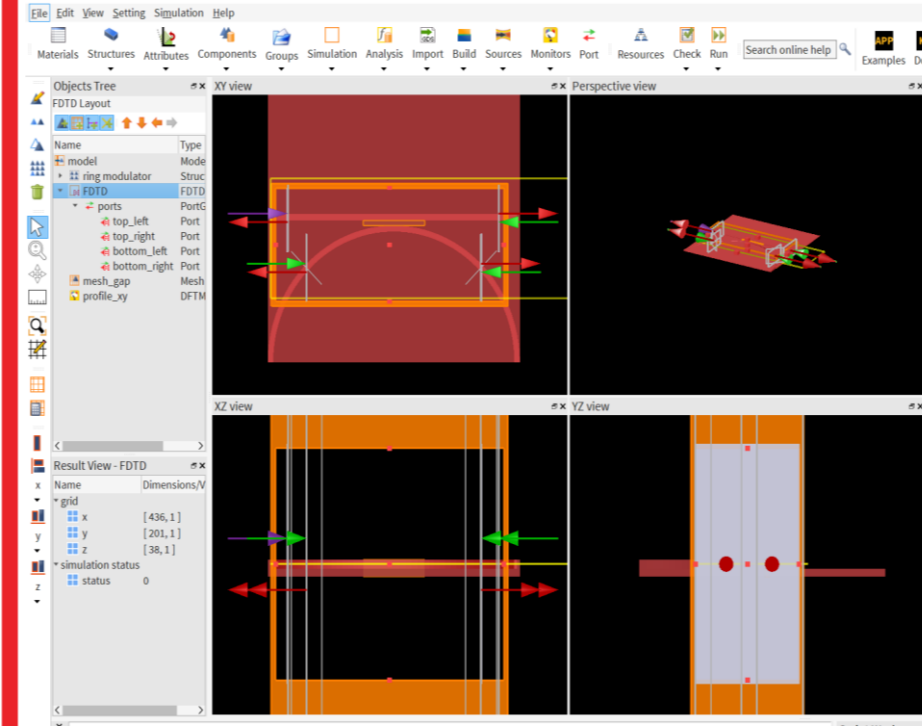 File Edit View Setting Simulation Help
Materials Structures Attributes Components Groups Simulation Analysis Import Build Sources Monitors Port Resources Check Run Search online help Examples
APP
GDS
Objects Tree
FDTD Layout
Name Type
model Mode
ring modulator Struc
FDTD FDTD
ports PortG
top_left Port
top_right Port
bottom_left Port
bottom_right Port
mesh_gap Mesh
profile_xy DFTM
XY view
Perspective view
XZ view
YZ view
Result View - FDTD
Name Dimensions/V
grid
x [436, 1]
y [201, 1]
z [38, 1]
simulation status
status 0
x
y
z